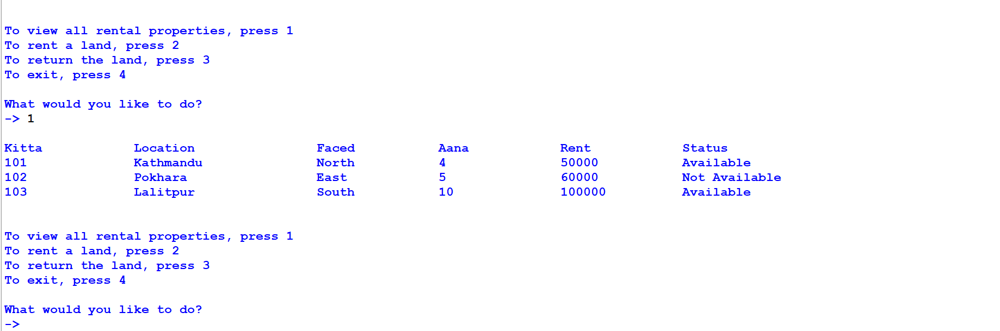 To view all rental properties, press 1
To rent a land, press 2
To return the land, press 3
To exit, press 4
What would you like to do?
-> 1
Kitta Location Faced Aana Rent Status
101 Kathmandu North 4 50000 Available
102 Pokhara East 5 60000 Not Available
103 Lalitpur South 10 100000 Available
To view all rental properties, press 1
To rent a land, press 2
To return the land, press 3
To exit, press 4
What would you like to do?
->